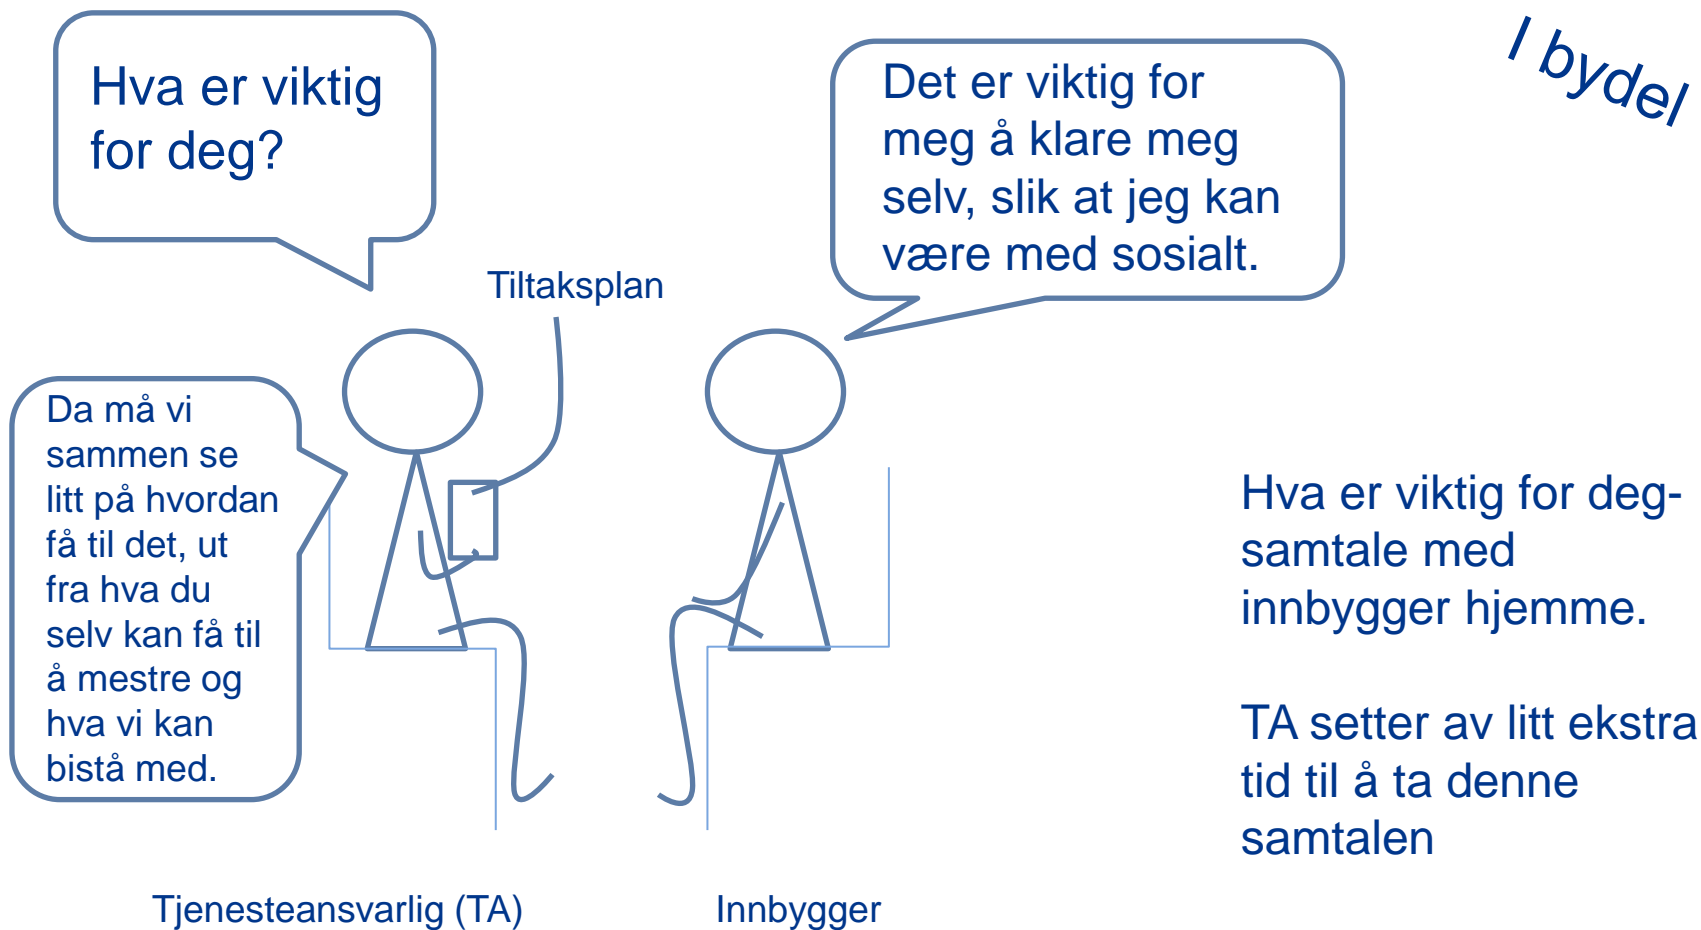 Hva er viktig
for deg?
Det er viktig for
meg å klare meg
selv, slik at jeg kan
være med sosialt.
I bydel
Tiltaksplan
Da må vi
sammen se
litt på hvordan
få til det, ut
fra hva du
selv kan få til
å mestre og
hva vi kan
bistå med.
Hva er viktig for deg-
samtale med
innbygger hjemme.
TA setter av litt ekstra
tid til å ta denne
samtalen
Tjenesteansvarlig (TA)
Innbygger